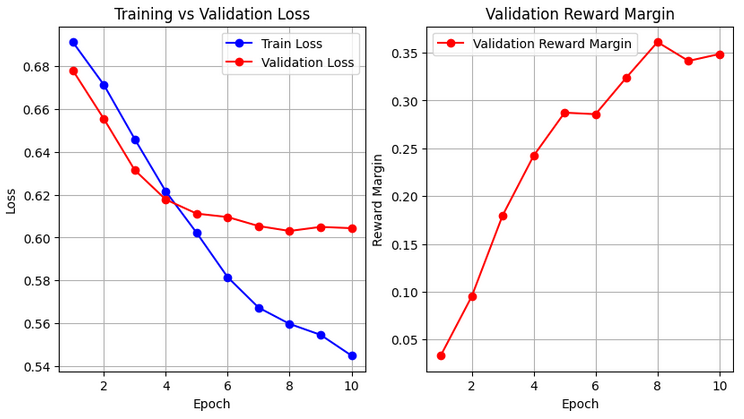 Training vs Validation Loss
Train Loss
Validation Loss
Loss
0.68
0.66
0.64
0.62
0.60
0.58
0.56
0.54
2
4
6
8
10
Epoch
Validation Reward Margin
Validation Reward Margin
Reward Margin
0.35
0.30
0.25
0.20
0.15
0.10
0.05
2
4
6
8
10
Epoch